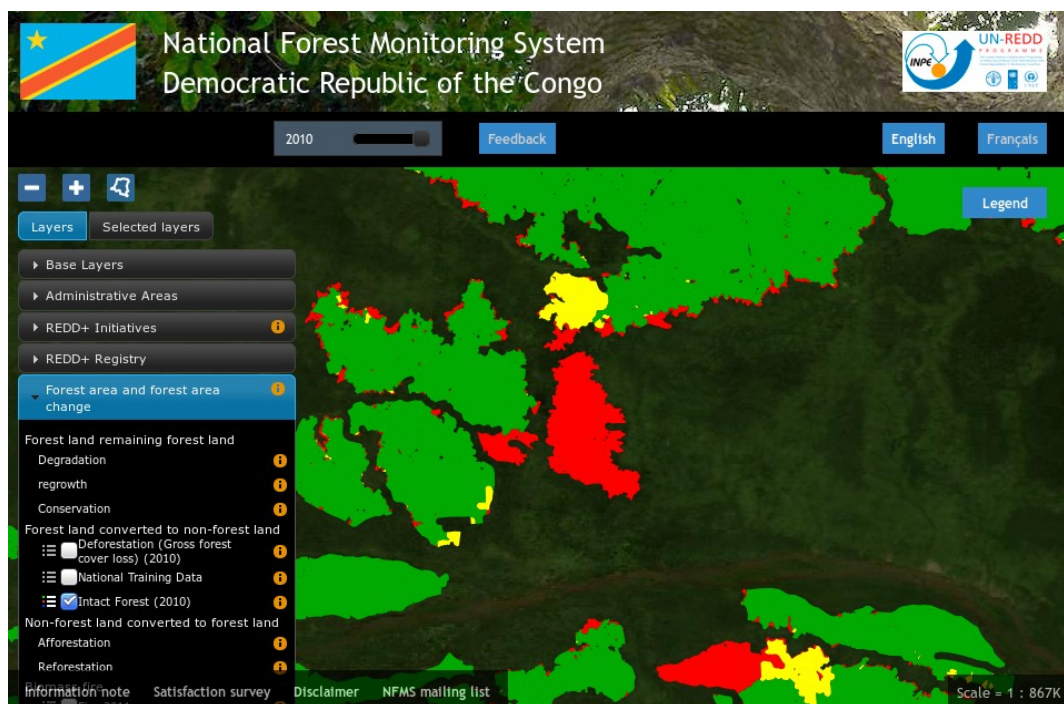 National Forest Monitoring System
Democratic Republic of the Congo
INPE
UN-REDD
PROGRAMME
2010
Feedback
English
Français
Legend
Layers
Selected layers
Base Layers
Administrative Areas
REDD+ Initiatives
REDD+ Registry
Forest area and forest area
change
Forest land remaining forest land
Degradation
regrowth
Conservation
Forest land converted to non-forest land
Deforestation (Gross forest
cover loss) (2010)
National Training Data
Intact Forest (2010)
Non-forest land converted to forest land
Afforestation
Reforestation
Information note
Satisfaction survey
Disclaimer
NFMS mailing list
Scale = 1 : 867K